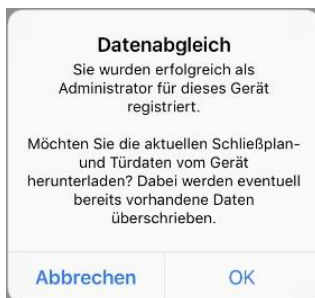 Datenabgleich
Sie wurden erfolgreich als
Administrator für dieses Gerät
registriert.
Möchten Sie die aktuellen Schließplan-
und Türdaten vom Gerät
herunterladen? Dabei werden eventuell
bereits vorhandene Daten
überschrieben.
Abbrechen OK